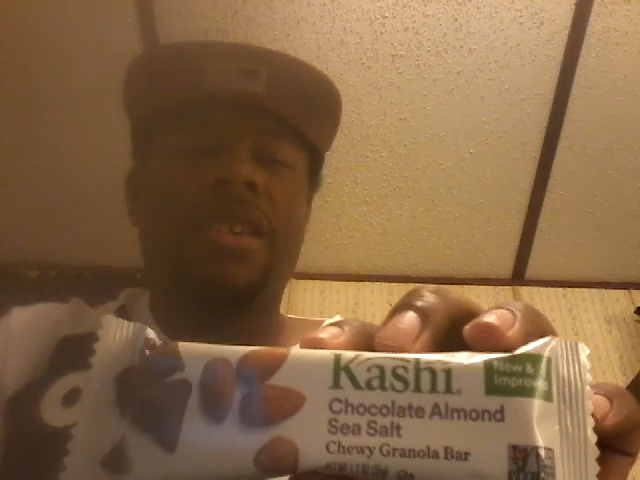 Kashi
New &
Improved
Chocolate Almond
Sea Salt
Chewy Granola Bar